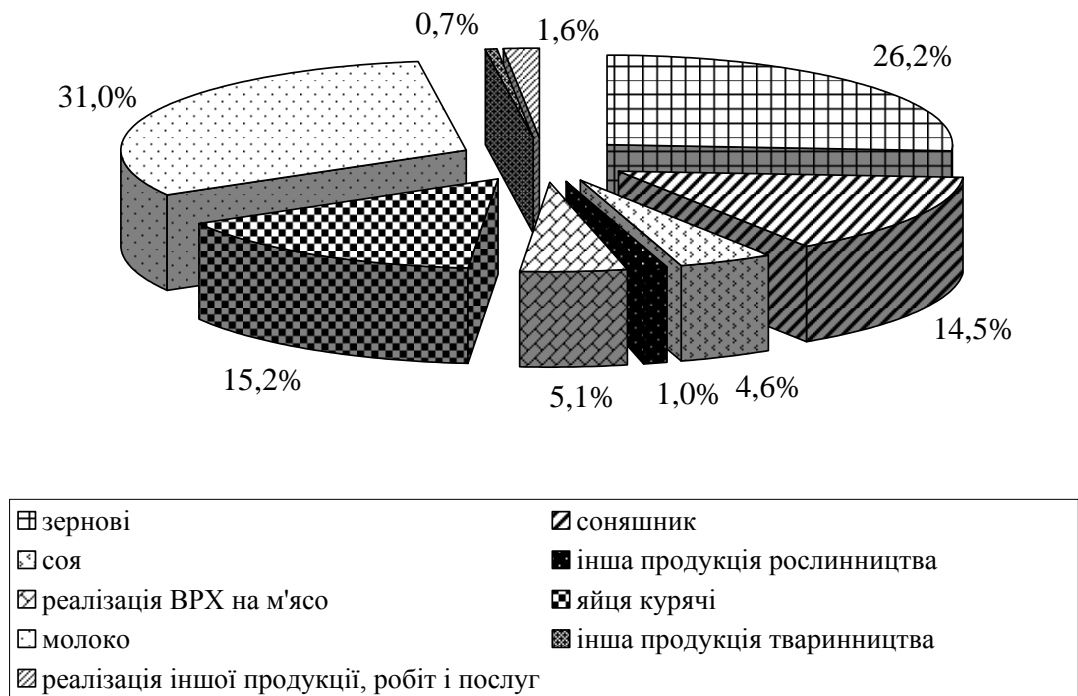 0,7%
1,6%
26,2%
31,0%
14,5%
15,2%
5,1%
1,0%
4,6%
зернові
соняшник
соя
інша продукція рослинництва
реалізація ВРХ на м'ясо
яйця курячі
молоко
інша продукція тваринництва
реалізація іншої продукції, робіт і послуг